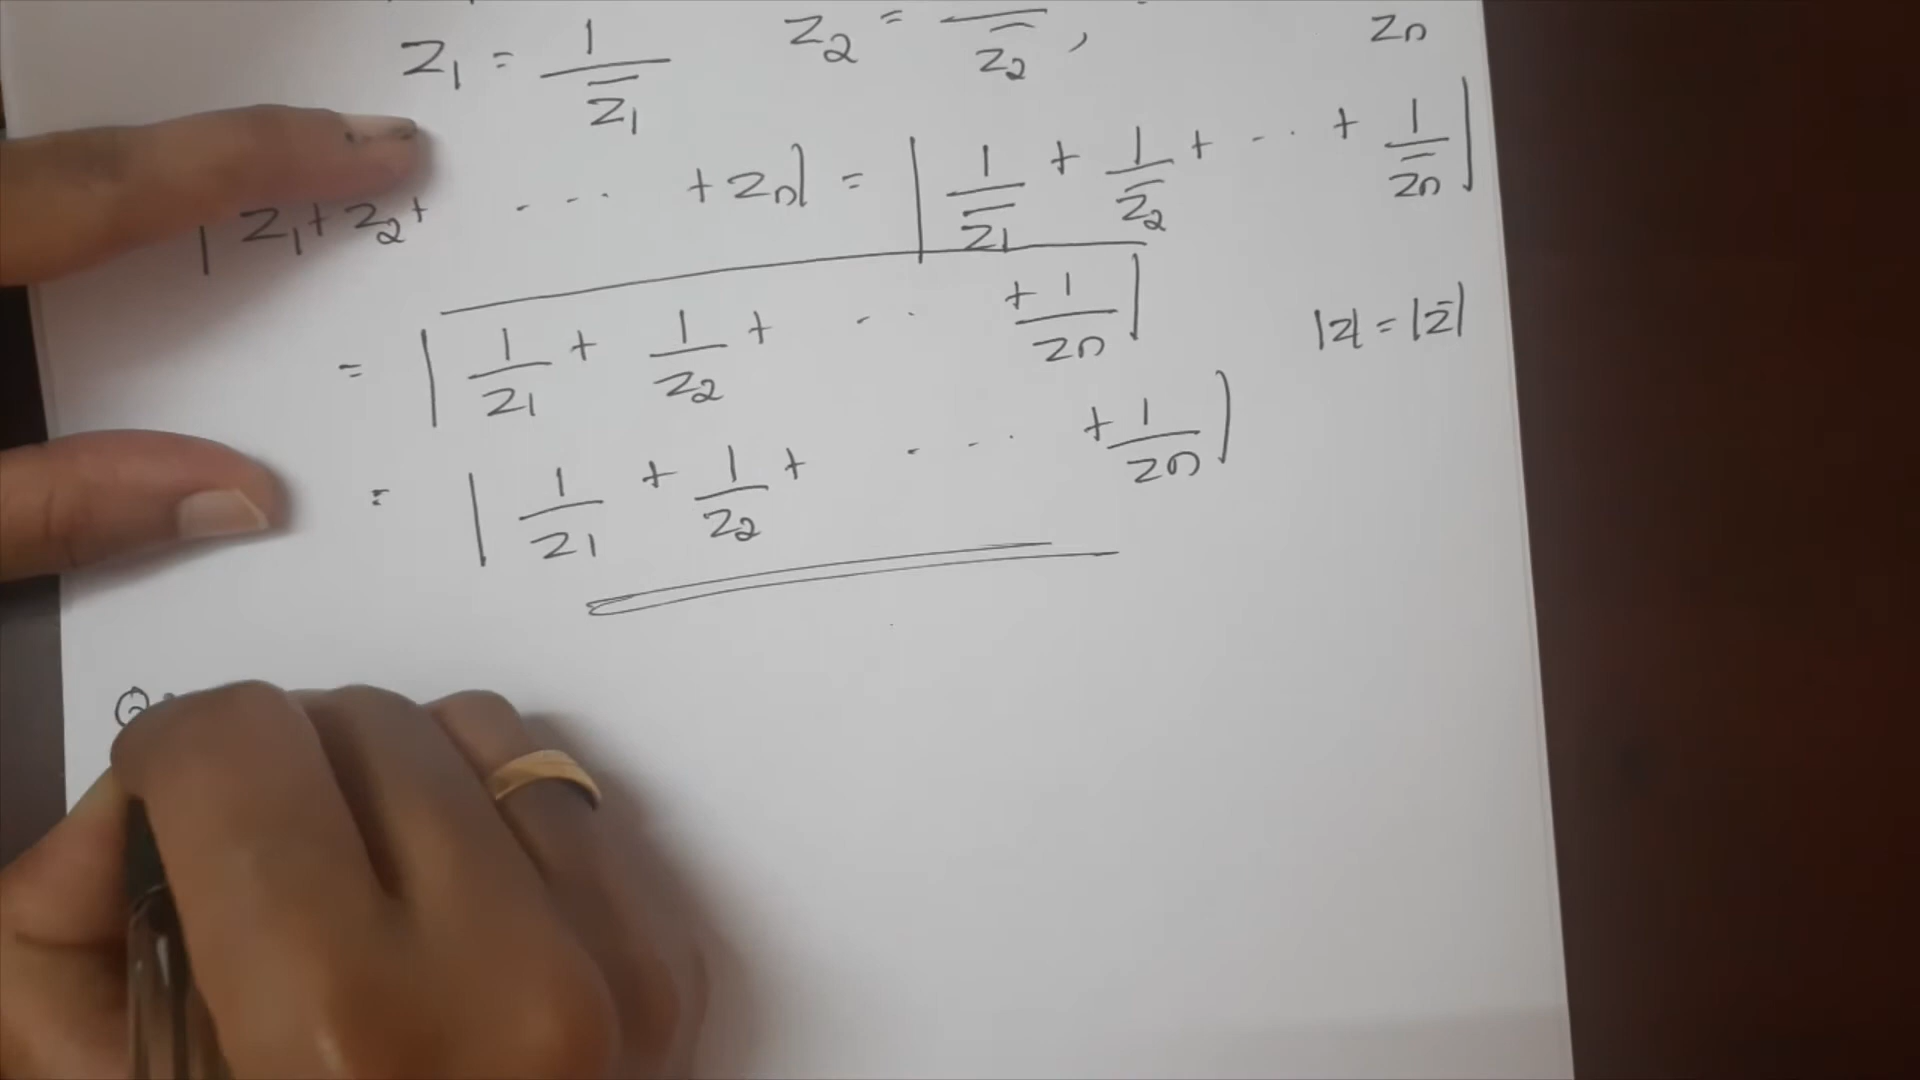 z₁ = 1/z̄₁ z₂ = /z̄₂ , zₙ
|z₁+z₂+ ... +zₙ| = |1/z̄₁ + 1/z̄₂ + ... + 1/z̄ₙ|
= |\overline{1/z₁ + 1/z₂ + ... + 1/zₙ}| |z| = |z̄|
= |1/z₁ + 1/z₂ + ... + 1/zₙ|